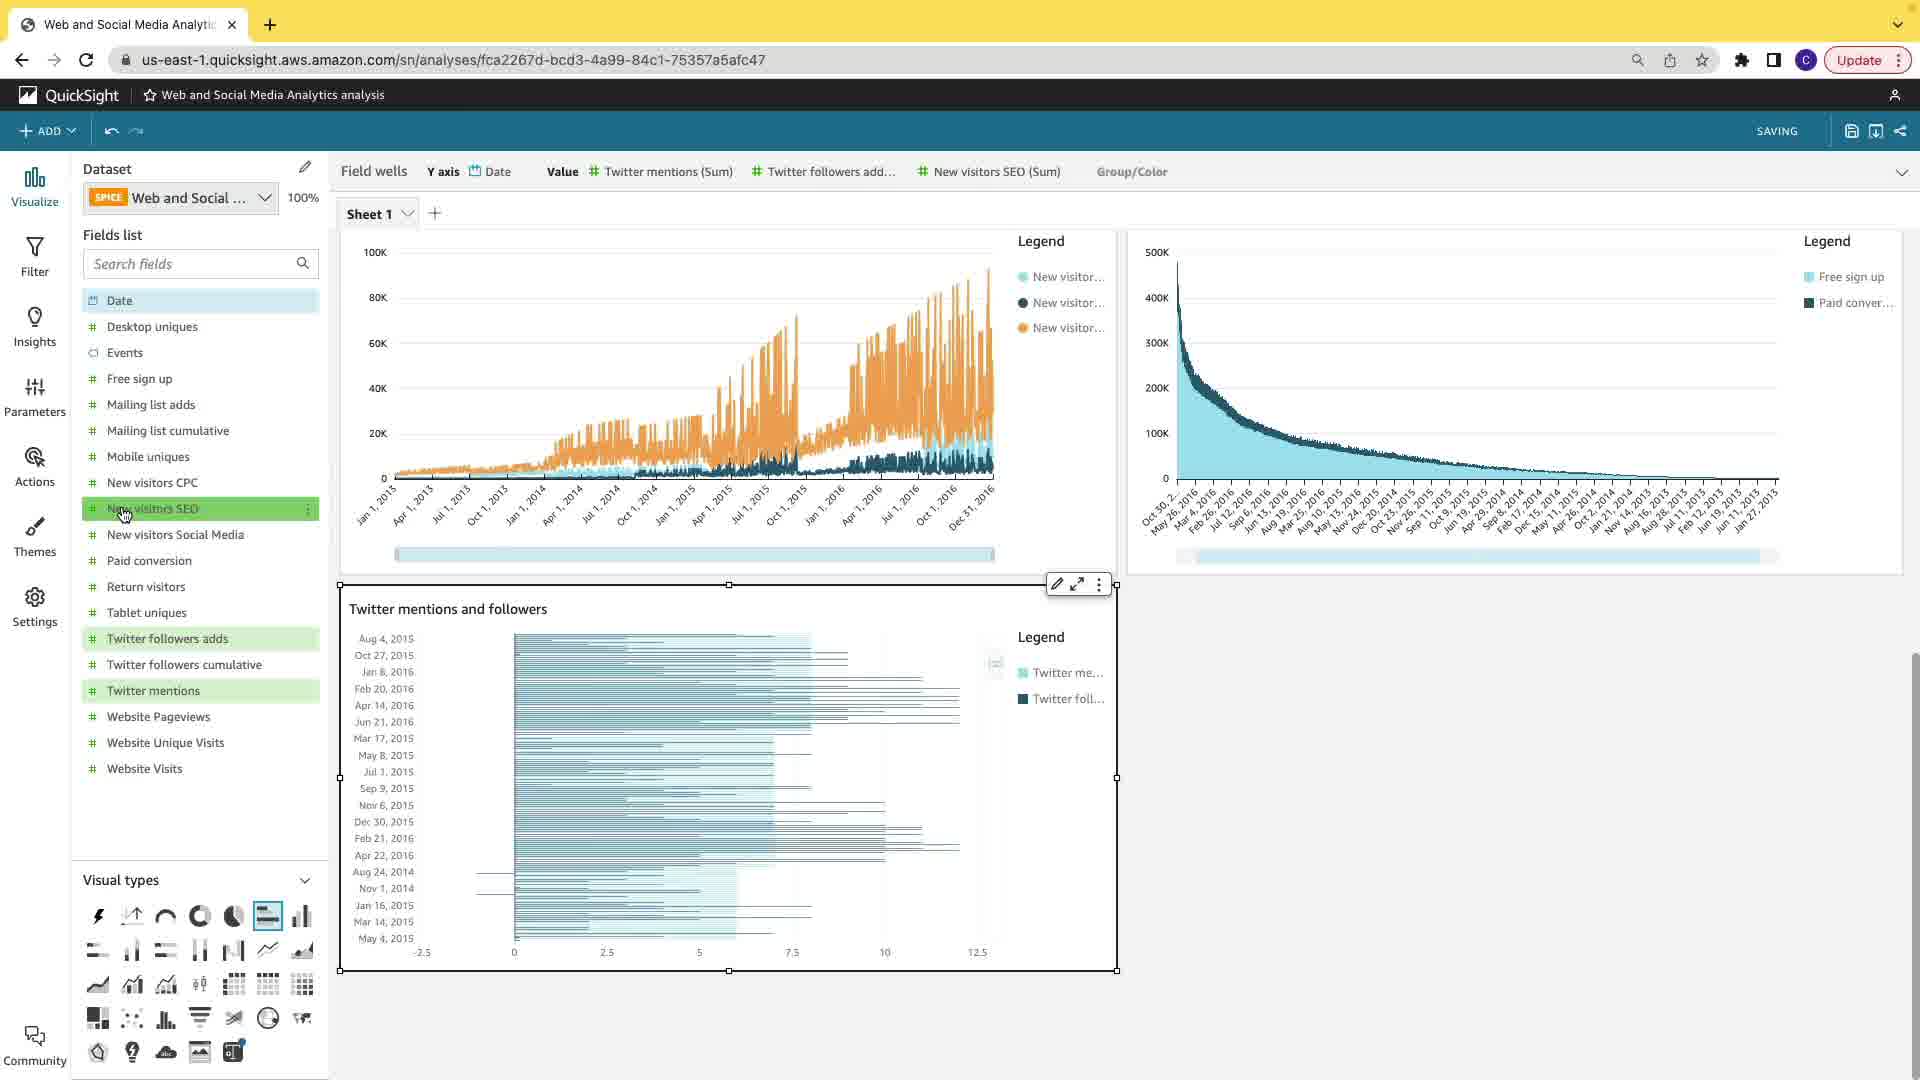 Web and Social Media Analytic
us-east-1.quicksight.aws.amazon.com/sn/analyses/fca2267d-bcd3-4a99-84c1-75357a5afc47
C
Update
QuickSight
Web and Social Media Analytics analysis
ADD
SAVING
Visualize
Filter
Insights
Parameters
Actions
Themes
Settings
Community
Dataset
SPICE
Web and Social ...
100%
Fields list
Search fields
Date
Desktop uniques
Events
Free sign up
Mailing list adds
Mailing list cumulative
Mobile uniques
New visitors CPC
New visitors SEO
New visitors Social Media
Paid conversion
Return visitors
Tablet uniques
Twitter followers adds
Twitter followers cumulative
Twitter mentions
Website Pageviews
Website Unique Visits
Website Visits
Visual types
Field wells
Y axis
Date
Value
Twitter mentions (Sum)
Twitter followers add...
New visitors SEO (Sum)
Group/Color
Sheet 1
100K
80K
60K
40K
20K
0
Jan 1, 2013
Apr 1, 2013
Jul 1, 2013
Oct 1, 2013
Jan 1, 2014
Apr 1, 2014
Jul 1, 2014
Oct 1, 2014
Jan 1, 2015
Apr 1, 2015
Jul 1, 2015
Oct 1, 2015
Jan 1, 2016
Apr 1, 2016
Jul 1, 2016
Oct 1, 2016
Dec 31, 2016
Legend
New visitor...
New visitor...
New visitor...
500K
400K
300K
200K
100K
0
Oct 30, 2...
May 26, 2016
Mar 4, 2016
Feb 26, 2016
Jul 12, 2016
Sep 6, 2016
Jun 13, 2016
Aug 19, 2016
Mar 15, 2016
Aug 10, 2015
May 13, 2016
Nov 24, 2015
Dec 20, 2014
Oct 23, 2015
Nov 26, 2015
Sep 11, 2015
Oct 9, 2015
Jun 19, 2015
Apr 29, 2014
Sep 8, 2014
Feb 17, 2014
Dec 15, 2014
May 11, 2015
Apr 26, 2014
Oct 2, 2014
Jan 21, 2014
Nov 14, 2013
Aug 16, 2013
Aug 28, 2013
Jul 11, 2013
Feb 12, 2013
Jun 19, 2013
Jun 11, 2013
Jan 27, 2013
Legend
Free sign up
Paid conver...
Twitter mentions and followers
Aug 4, 2015
Oct 27, 2015
Jan 8, 2016
Feb 20, 2016
Apr 14, 2016
Jun 21, 2016
Mar 17, 2015
May 8, 2015
Jul 1, 2015
Sep 9, 2015
Nov 6, 2015
Dec 30, 2015
Feb 21, 2016
Apr 22, 2016
Aug 24, 2014
Nov 1, 2014
Jan 16, 2015
Mar 14, 2015
May 4, 2015
-2.5
0
2.5
5
7.5
10
12.5
Legend
Twitter me...
Twitter foll...